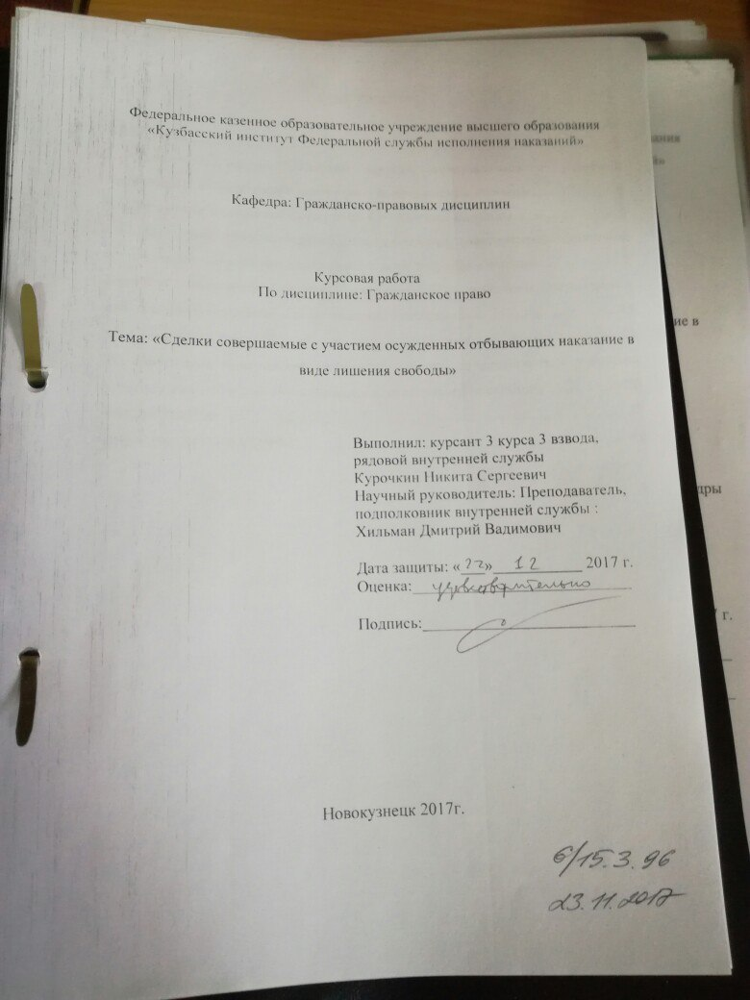 Федеральное казенное образовательное учреждение высшего образования
«Кузбасский институт Федеральной службы исполнения наказаний»
Кафедра: Гражданско-правовых дисциплин
Курсовая работа
По дисциплине: Гражданское право
Тема: «Сделки совершаемые с участием осужденных отбывающих наказание в
виде лишения свободы»
Выполнил: курсант 3 курса 3 взвода,
рядовой внутренней службы
Курочкин Никита Сергеевич
Научный руководитель: Преподаватель,
подполковник внутренней службы :
Хильман Дмитрий Вадимович
Дата защиты: «22» 12 2017 г.
Оценка: удовлетворительно
Подпись:
Новокузнецк 2017г.
6/15.3.96
23.11.2017
ие в
г.